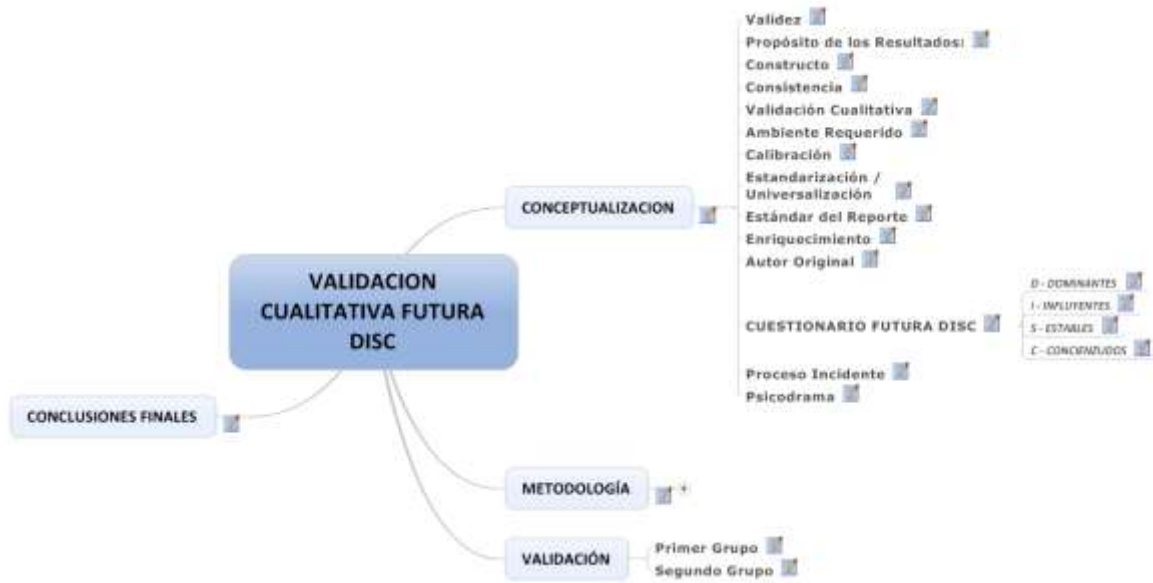 VALIDACION
CUALITATIVA FUTURA
DISC
CONCEPTUALIZACION
Validez
Propósito de los Resultados:
Constructo
Consistencia
Validación Cualitativa
Ambiente Requerido
Calibración
Estandarización /
Universalización
Estándar del Reporte
Enriquecimiento
Autor Original
CUESTIONARIO FUTURA DISC
D - DOMINANTES
I - INFLUYENTES
S - ESTABLES
C - CONCIENZUDOS
Proceso Incidente
Psicodrama
CONCLUSIONES FINALES
METODOLOGÍA
VALIDACIÓN
Primer Grupo
Segundo Grupo